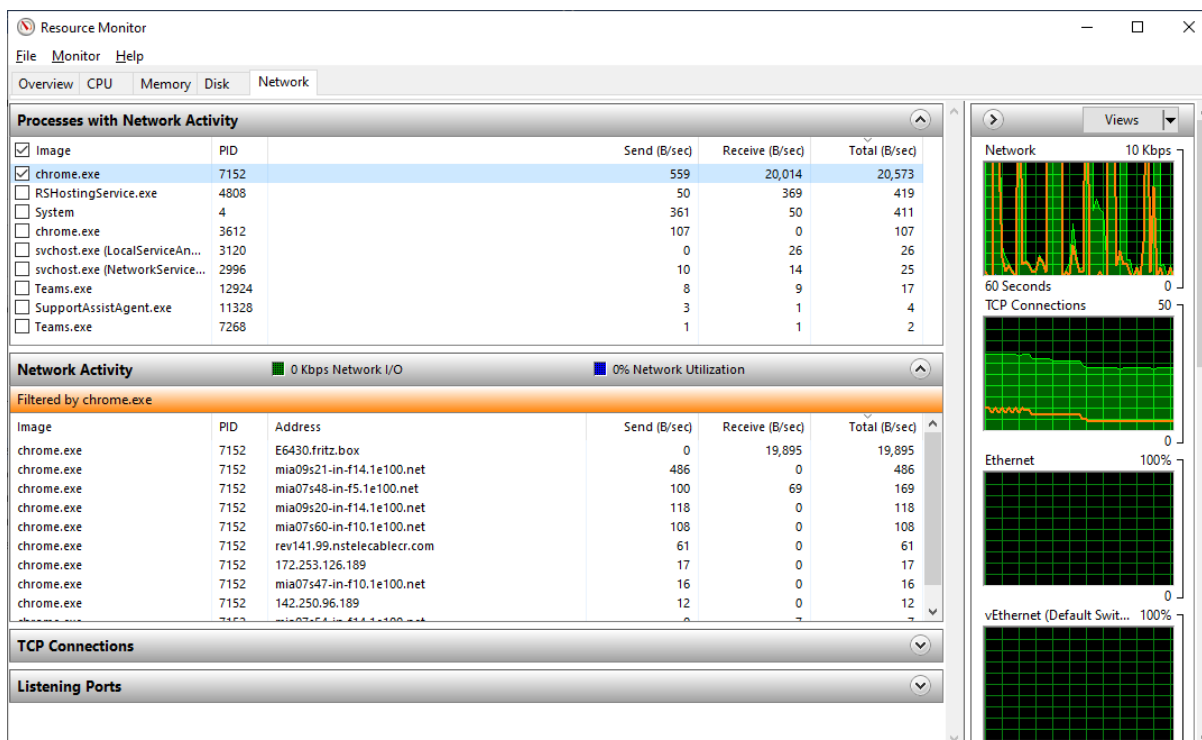 Resource Monitor
File Monitor Help
Overview CPU Memory Disk Network
Processes with Network Activity
Image PID Send (B/sec) Receive (B/sec) Total (B/sec)
chrome.exe 7152 559 20,014 20,573
RSHostingService.exe 4808 50 369 419
System 4 361 50 411
chrome.exe 3612 107 0 107
svchost.exe (LocalServiceAn... 3120 0 26 26
svchost.exe (NetworkService... 2996 10 14 25
Teams.exe 12924 8 9 17
SupportAssistAgent.exe 11328 3 1 4
Teams.exe 7268 1 1 2
Network Activity 0 Kbps Network I/O 0% Network Utilization
Filtered by chrome.exe
Image PID Address Send (B/sec) Receive (B/sec) Total (B/sec)
chrome.exe 7152 E6430.fritz.box 0 19,895 19,895
chrome.exe 7152 mia09s21-in-f14.1e100.net 486 0 486
chrome.exe 7152 mia07s48-in-f5.1e100.net 100 69 169
chrome.exe 7152 mia09s20-in-f14.1e100.net 118 0 118
chrome.exe 7152 mia07s60-in-f10.1e100.net 108 0 108
chrome.exe 7152 rev141.99.nstelecablecr.com 61 0 61
chrome.exe 7152 172.253.126.189 17 0 17
chrome.exe 7152 mia07s47-in-f10.1e100.net 16 0 16
chrome.exe 7152 142.250.96.189 12 0 12
TCP Connections
Listening Ports
Views
Network 10 Kbps
60 Seconds 0
TCP Connections 50
0
Ethernet 100%
0
vEthernet (Default Swit... 100%